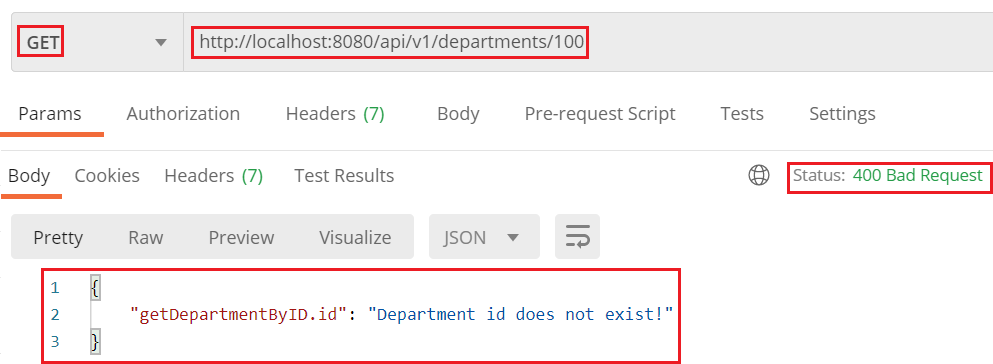 GET http://localhost:8080/api/v1/departments/100
Params Authorization Headers (7) Body Pre-request Script Tests Settings
Body Cookies Headers (7) Test Results Status: 400 Bad Request
Pretty Raw Preview Visualize JSON
1 {
2 "getDepartmentByID.id": "Department id does not exist!"
3 }